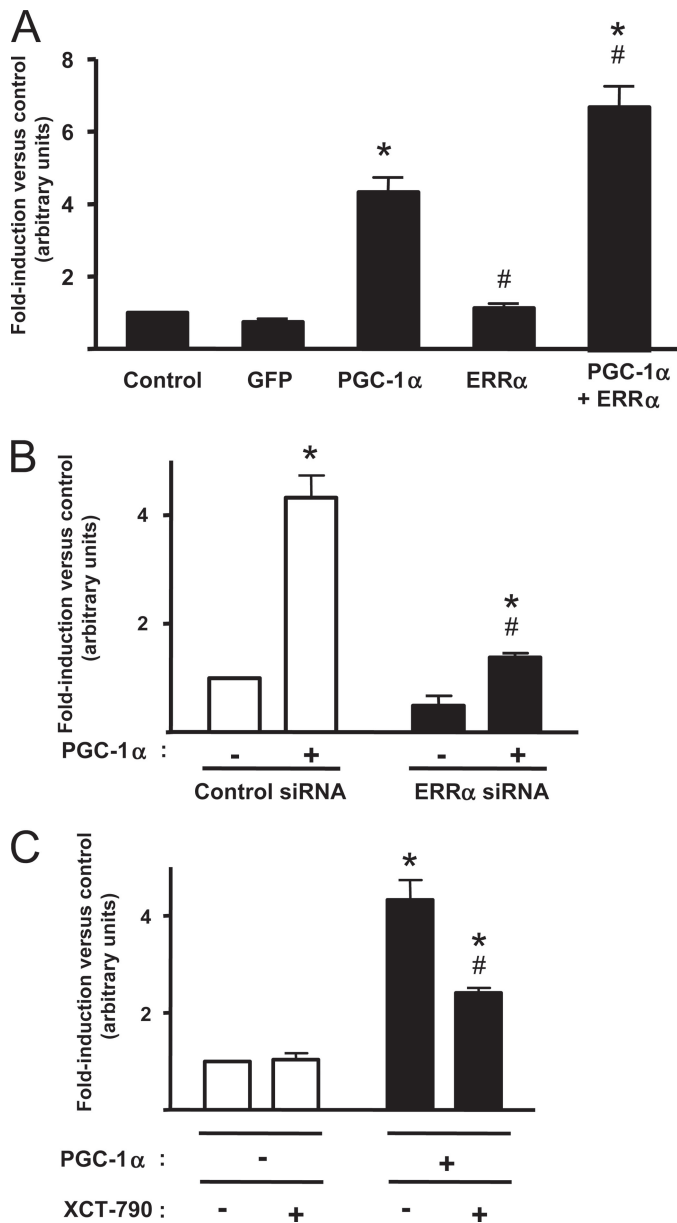 A
Fold-induction versus control
(arbitrary units)
8
6
4
2
*
#
*
#
Control GFP PGC-1α ERRα PGC-1α
+ ERRα
B
Fold-induction versus control
(arbitrary units)
4
2
*
*
#
PGC-1α : - + - +
Control siRNA ERRα siRNA
C
Fold-induction versus control
(arbitrary units)
4
2
*
*
#
PGC-1α : - +
XCT-790 : - + - +